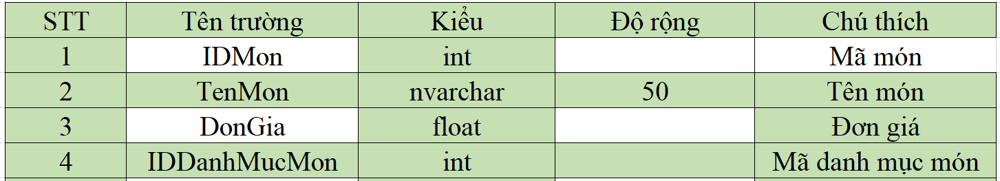 STT Tên trường Kiểu Độ rộng Chú thích
1 IDMon int Mã món
2 TenMon nvarchar 50 Tên món
3 DonGia float Đơn giá
4 IDDanhMucMon int Mã danh mục món